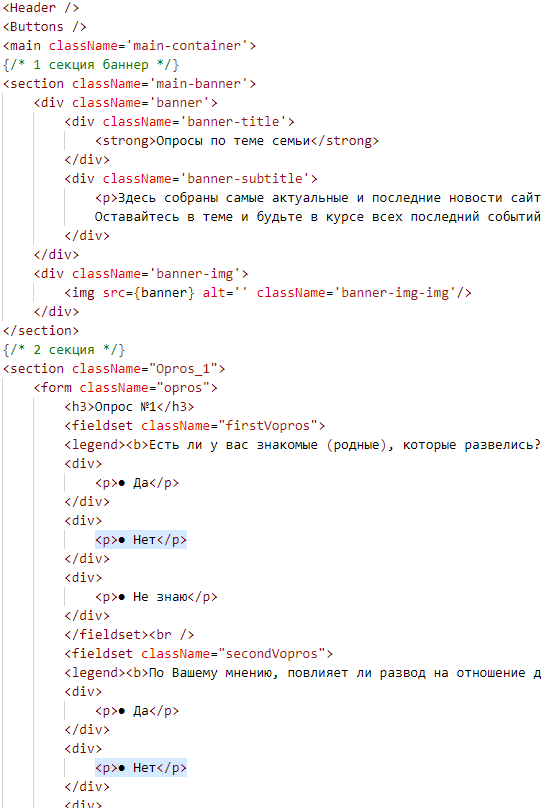 <Header />
<Buttons />
<main className='main-container'>
{/* 1 секция баннер */}
<section className='main-banner'>
<div className='banner'>
<div className='banner-title'>
<strong>Опросы по теме семьи</strong>
</div>
<div className='banner-subtitle'>
<p>Здесь собраны самые актуальные и последние новости сайт
Оставайтесь в теме и будьте в курсе всех последний событий
</div>
</div>
<div className='banner-img'>
<img src={banner} alt='' className='banner-img-img'/>
</div>
</section>
{/* 2 секция */}
<section className="Opros_1">
<form className="opros">
<h3>Опрос №1</h3>
<fieldset className="firstVopros">
<legend><b>Есть ли у вас знакомые (родные), которые развелись?
<div>
<p>● Да</p>
</div>
<div>
<p>● Нет</p>
</div>
<div>
<p>● Не знаю</p>
</div>
</fieldset><br />
<fieldset className="secondVopros">
<legend><b>По Вашему мнению, повлияет ли развод на отношение д
<div>
<p>● Да</p>
</div>
<div>
<p>● Нет</p>
</div>
<div>